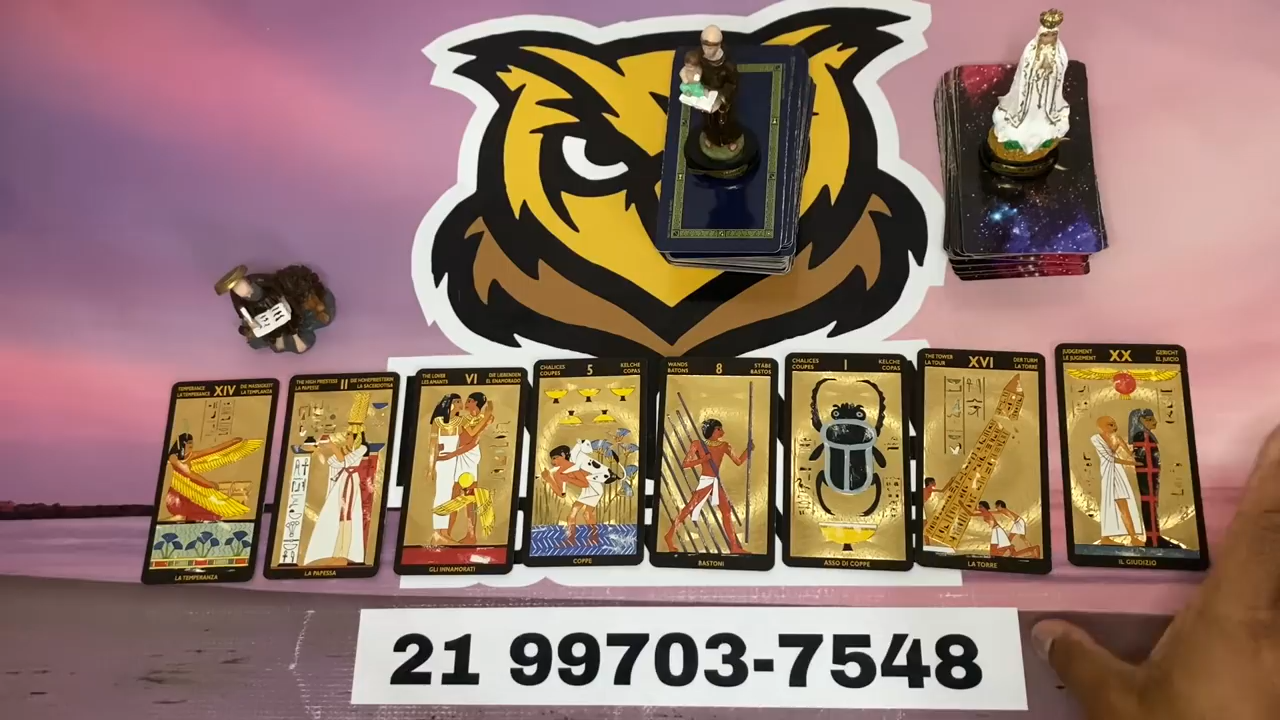 TEMPERANCE
LA TEMPERANCE
XIV
DIE MASSIGKEIT
LA TEMPLANZA
LA TEMPERANZA
THE HIGH PRIESTESS
LA PAPESSE
II
DIE HOHEPRIESTERIN
LA SACERDOTISA
LA PAPESSA
THE LOVER
LES AMANTS
VI
DIE LIEBENDEN
EL ENAMORADO
GLI INNAMORATI
CHALICES
COUPES
5
KELCHE
COPAS
COPPE
WANDS
BATONS
8
STÄBE
BASTOS
BASTONI
CHALICES
COUPES
I
KELCHE
COPAS
ASSO DI COPPE
THE TOWER
LA TOUR
XVI
DER TURM
LA TORRE
LA TORRE
JUDGEMENT
LE JUGEMENT
XX
GERICHT
EL JUICIO
IL GIUDIZIO
21 99703-7548